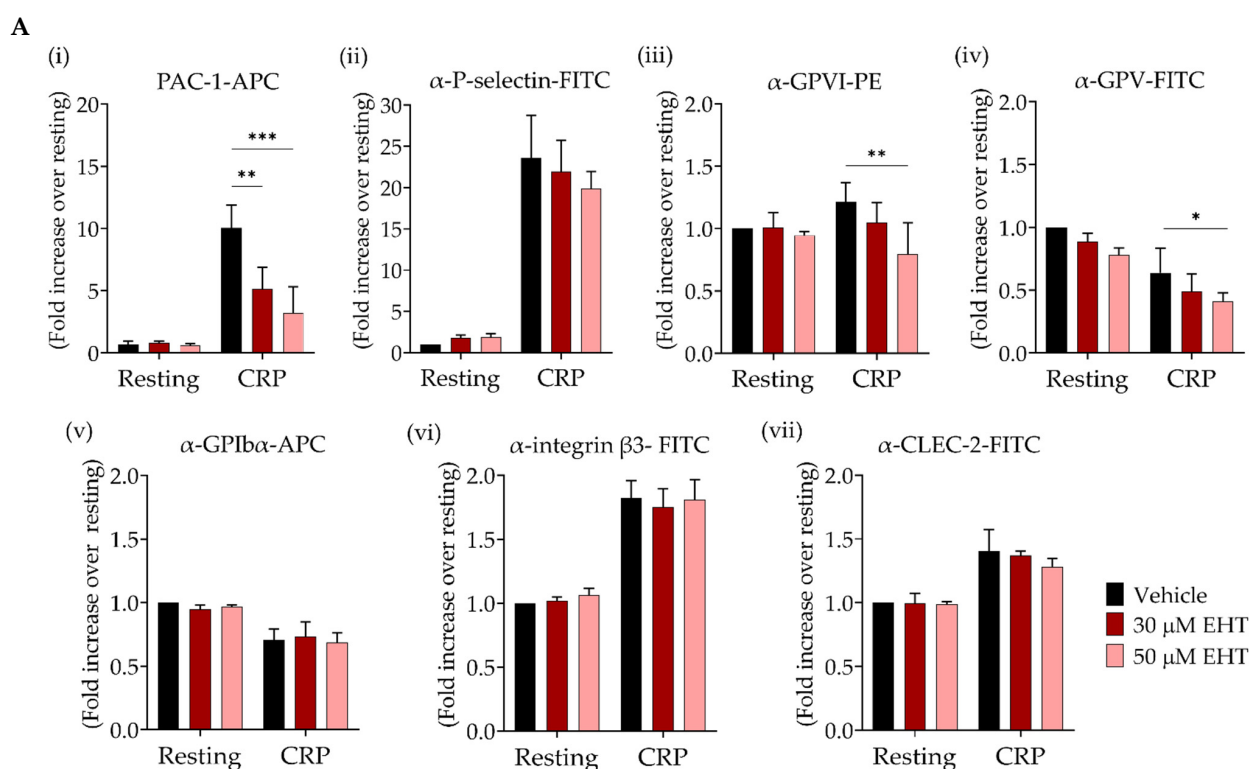 A
(i)
PAC-1-APC
(Fold increase over resting)
20
15
10
5
0
***
**
Resting
CRP
(ii)
α-P-selectin-FITC
(Fold increase over resting)
30
25
20
15
10
5
0
Resting
CRP
(iii)
α-GPVI-PE
(Fold increase over resting)
2.0
1.5
1.0
0.5
0.0
**
Resting
CRP
(iv)
α-GPV-FITC
(Fold increase over resting)
2.0
1.5
1.0
0.5
0.0
*
Resting
CRP
(v)
α-GPIbα-APC
(Fold increase over resting)
2.0
1.5
1.0
0.5
0.0
Resting
CRP
(vi)
α-integrin β3- FITC
(Fold increase over resting)
2.0
1.5
1.0
0.5
0.0
Resting
CRP
(vii)
α-CLEC-2-FITC
(Fold increase over resting)
2.0
1.5
1.0
0.5
0.0
Resting
CRP
Vehicle
30 μM EHT
50 μM EHT